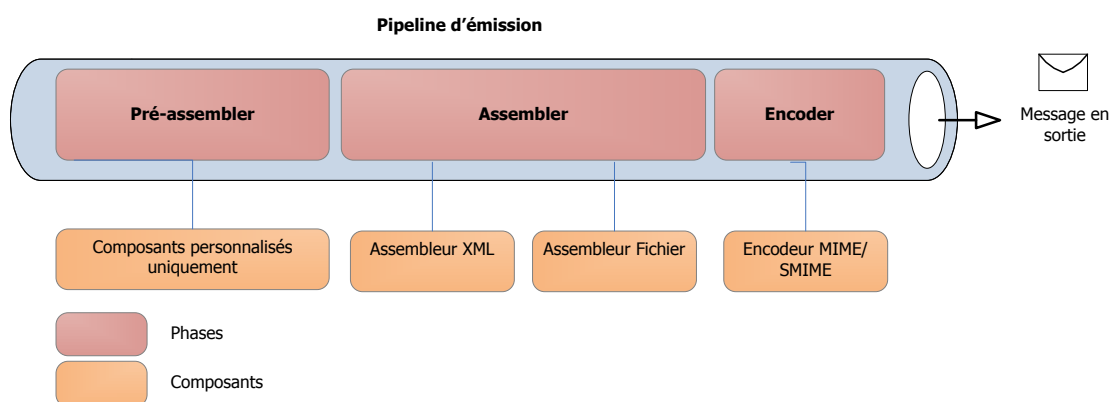 Pipeline d’émission
Pré-assembler
Assembler
Encoder
Message en
sortie
Composants personnalisés
uniquement
Assembleur XML
Assembleur Fichier
Encodeur MIME/
SMIME
Phases
Composants